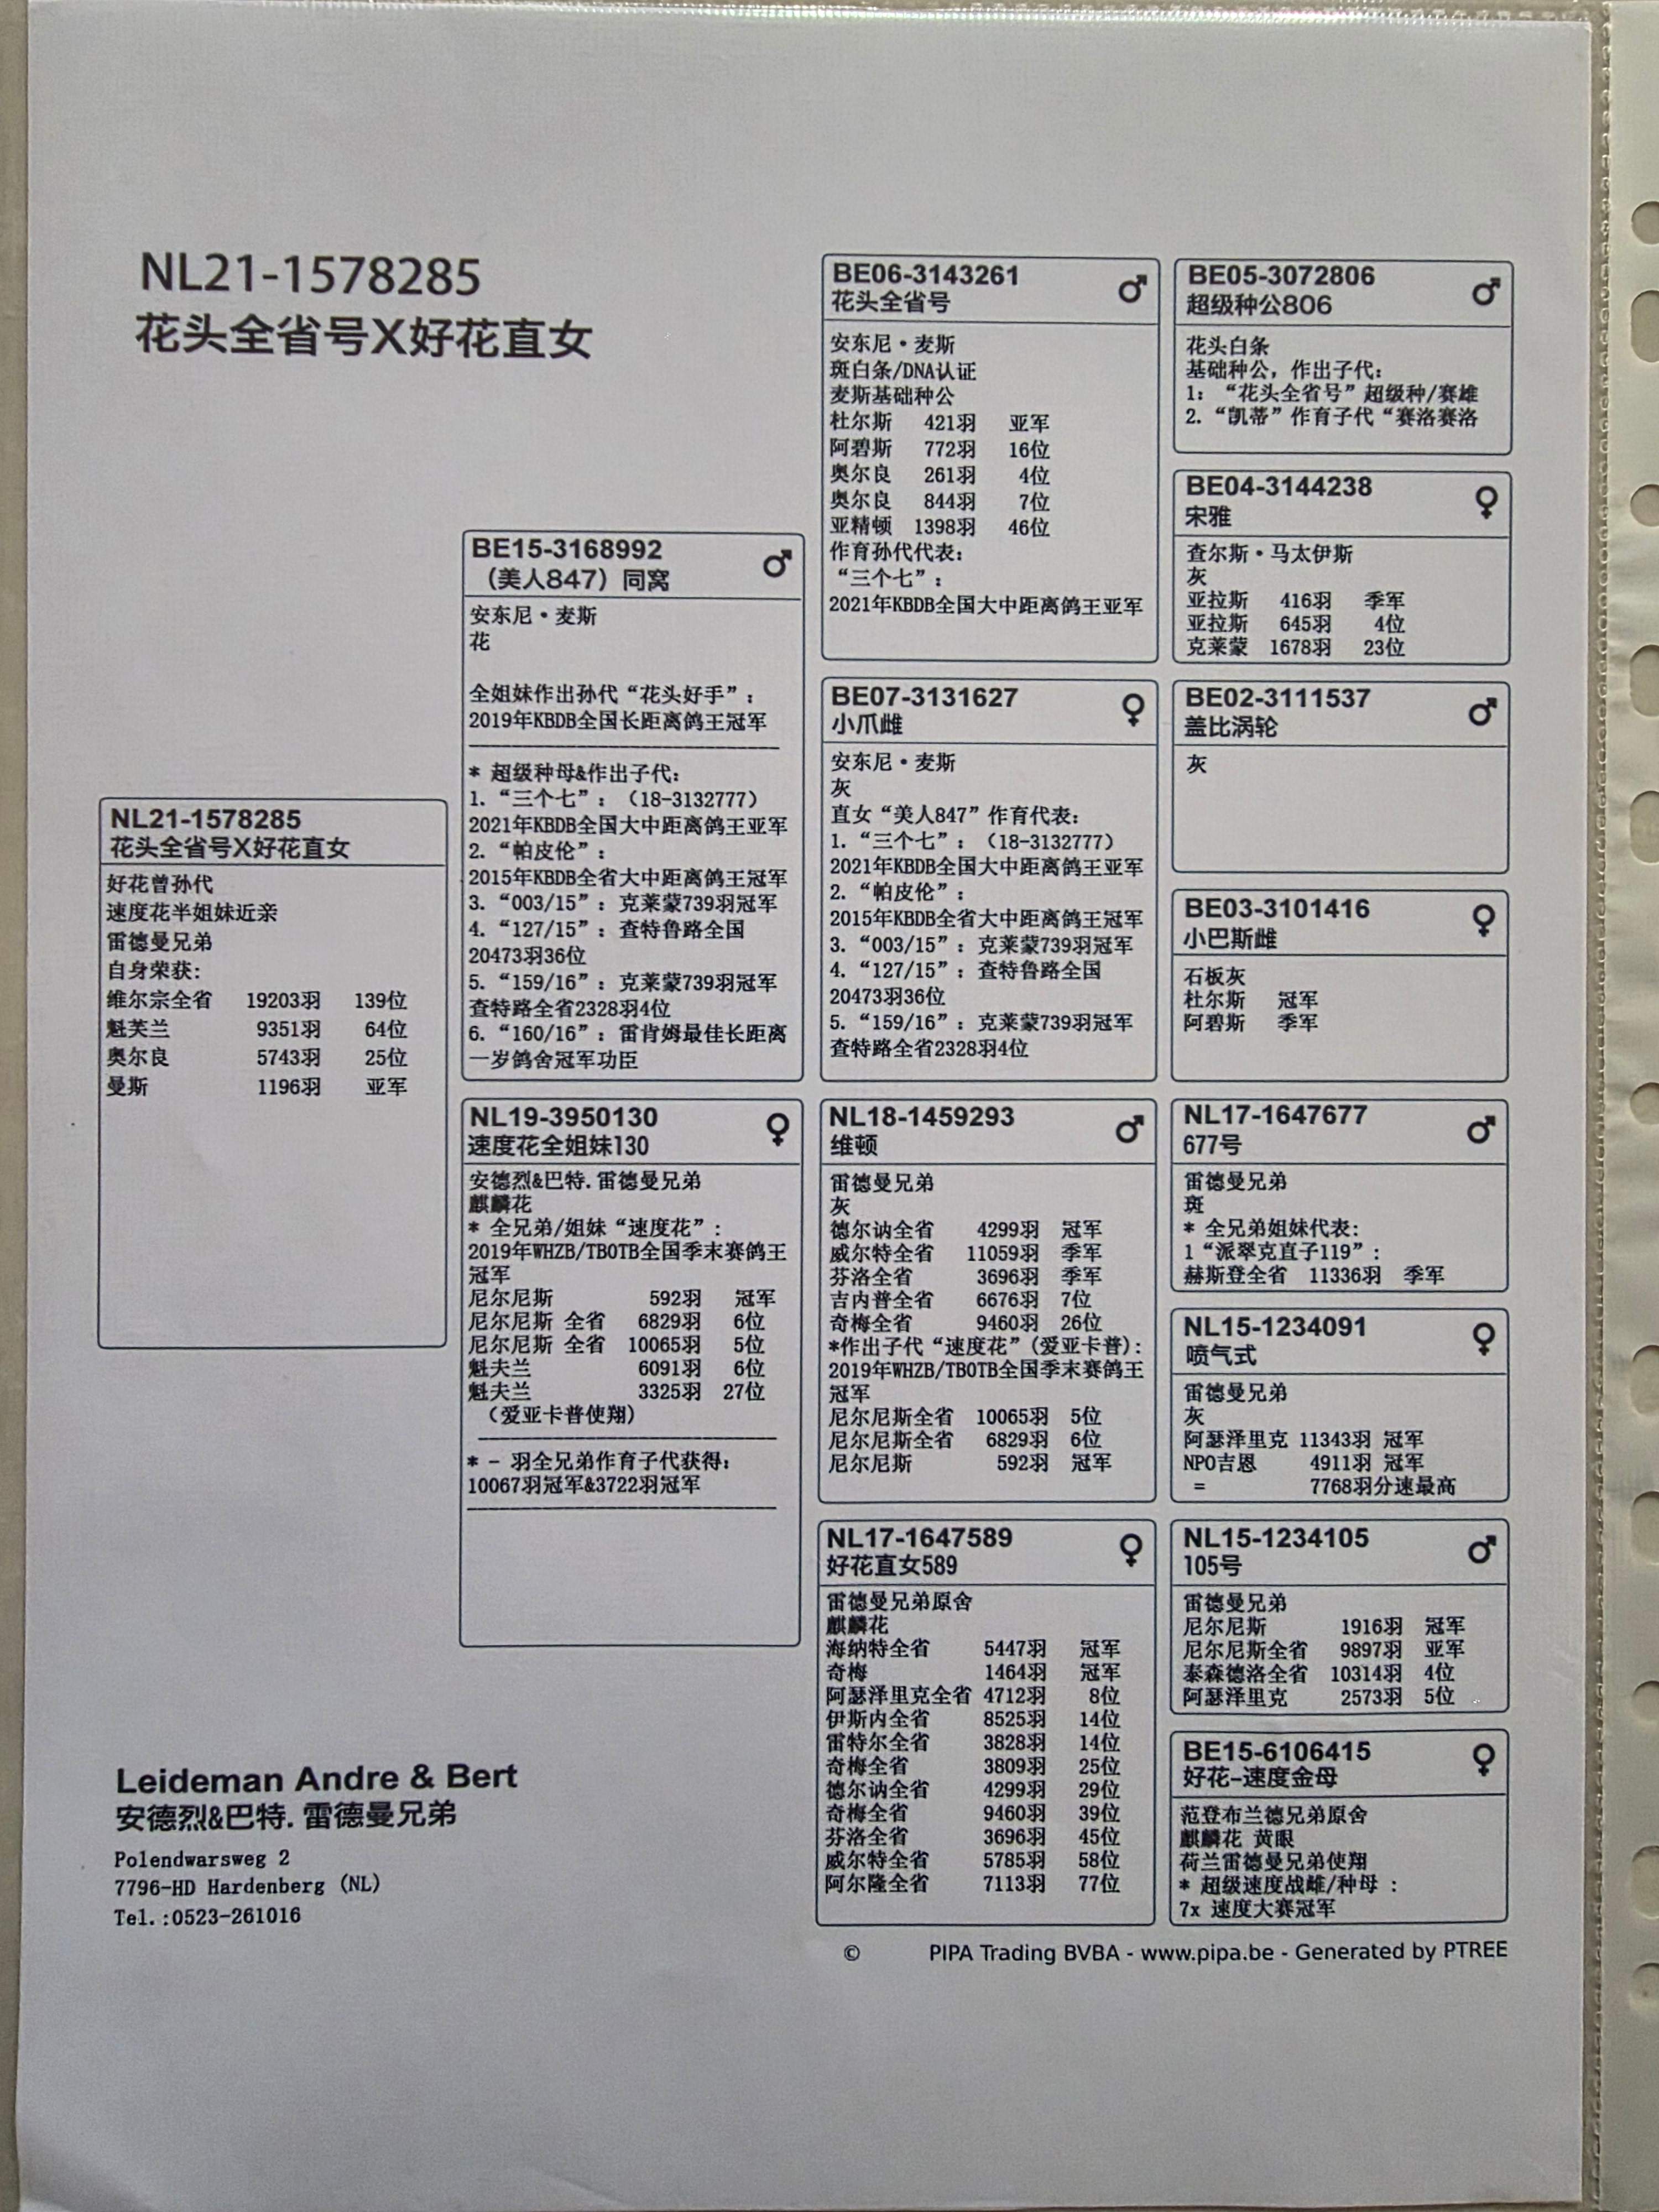 NL21-1578285
花头全省号X好花直女
NL21-1578285
花头全省号X好花直女
好花曾孙代
速度花半姐妹近亲
雷德曼兄弟
自身荣获：
维尔宗全省 19203羽 139位
魁芙兰 9351羽 64位
奥尔良 5743羽 25位
曼斯 1196羽 亚军
BE15-3168992 ♂
（美人847）同窝
安东尼·麦斯
花
全姐妹作出孙代“花头好手”：
2019年KBDB全国长距离鸽王冠军
* 超级种母&作出子代：
1. “三个七”：（18-3132777）
2021年KBDB全国大中距离鸽王亚军
2. “帕皮伦”：
2015年KBDB全省大中距离鸽王冠军
3. “003/15”：克莱蒙739羽冠军
4. “127/15”：查特鲁路全国
20473羽36位
5. “159/16”：克莱蒙739羽冠军
查特路全省2328羽4位
6. “160/16”：雷肯姆最佳长距离
一岁鸽舍冠军功臣
NL19-3950130 ♀
速度花全姐妹130
安德烈&巴特.雷德曼兄弟
麒麟花
* 全兄弟/姐妹“速度花”：
2019年WHZB/TBOTB全国季末赛鸽王
冠军
尼尔尼斯 592羽 冠军
尼尔尼斯 全省 6829羽 6位
尼尔尼斯 全省 10065羽 5位
魁夫兰 6091羽 6位
魁夫兰 3325羽 27位
（爱亚卡普使翔）
* - 羽全兄弟作育子代获得：
10067羽冠军&3722羽冠军
BE06-3143261 ♂
花头全省号
安东尼·麦斯
斑白条/DNA认证
麦斯基础种公
杜尔斯 421羽 亚军
阿碧斯 772羽 16位
奥尔良 261羽 4位
奥尔良 844羽 7位
亚精顿 1398羽 46位
作育孙代代表：
“三个七”：
2021年KBDB全国大中距离鸽王亚军
BE07-3131627 ♀
小爪雌
安东尼·麦斯
灰
直女“美人847”作育代表：
1. “三个七”：（18-3132777）
2021年KBDB全国大中距离鸽王亚军
2. “帕皮伦”：
2015年KBDB全省大中距离鸽王冠军
3. “003/15”：克莱蒙739羽冠军
4. “127/15”：查特鲁路全国
20473羽36位
5. “159/16”：克莱蒙739羽冠军
查特路全省2328羽4位
NL18-1459293 ♂
维顿
雷德曼兄弟
灰
德尔讷全省 4299羽 冠军
威尔特全省 11059羽 季军
芬洛全省 3696羽 季军
吉内普全省 6676羽 7位
奇梅全省 9460羽 26位
*作出子代“速度花”（爱亚卡普）：
2019年WHZB/TBOTB全国季末赛鸽王
冠军
尼尔尼斯全省 10065羽 5位
尼尔尼斯全省 6829羽 6位
尼尔尼斯 592羽 冠军
NL17-1647589 ♀
好花直女589
雷德曼兄弟原舍
麒麟花
海纳特全省 5447羽 冠军
奇梅 1464羽 冠军
阿瑟泽里克全省 4712羽 8位
伊斯内全省 8525羽 14位
雷特尔全省 3828羽 14位
奇梅全省 3809羽 25位
德尔讷全省 4299羽 29位
奇梅全省 9460羽 39位
芬洛全省 3696羽 45位
威尔特全省 5785羽 58位
阿尔隆全省 7113羽 77位
BE05-3072806 ♂
超级种公806
花头白条
基础种公，作出子代：
1： “花头全省号”超级种/赛雄
2. “凯蒂”作育子代“赛洛赛洛
BE04-3144238 ♀
宋雅
查尔斯·马太伊斯
灰
亚拉斯 416羽 季军
亚拉斯 645羽 4位
克莱蒙 1678羽 23位
BE02-3111537 ♂
盖比涡轮
灰
BE03-3101416 ♀
小巴斯雌
石板灰
杜尔斯 冠军
阿碧斯 季军
NL17-1647677 ♂
677号
雷德曼兄弟
斑
* 全兄弟姐妹代表：
1 “派翠克直子119”：
赫斯登全省 11336羽 季军
NL15-1234091 ♀
喷气式
雷德曼兄弟
灰
阿瑟泽里克 11343羽 冠军
NPO吉恩 4911羽 冠军
= 7768羽分速最高
NL15-1234105 ♂
105号
雷德曼兄弟
尼尔尼斯 1916羽 冠军
尼尔尼斯全省 9897羽 亚军
泰森德洛全省 10314羽 4位
阿瑟泽里克 2573羽 5位
BE15-6106415 ♀
好花-速度金母
范登布兰德兄弟原舍
麒麟花 黄眼
荷兰雷德曼兄弟使翔
* 超级速度战雌/种母 ：
7x 速度大赛冠军
Leideman Andre & Bert
安德烈&巴特.雷德曼兄弟
Polendwarsweg 2
7796-HD Hardenberg (NL)
Tel.:0523-261016
© PIPA Trading BVBA - www.pipa.be - Generated by PTREE